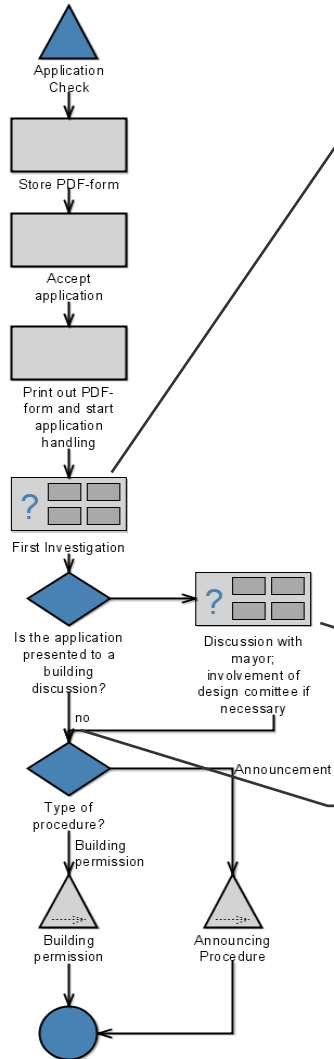 Application
Check
Store PDF-form
Accept
application
Print out PDF-
form and start
application
handling
?
First Investigation
?
Is the application
presented to a
building
discussion?
Discussion with
mayor;
involvement of
design comittee if
necessary
no
Announcement
Type of
procedure?
Building
permission
Building
permission
Announcing
Procedure